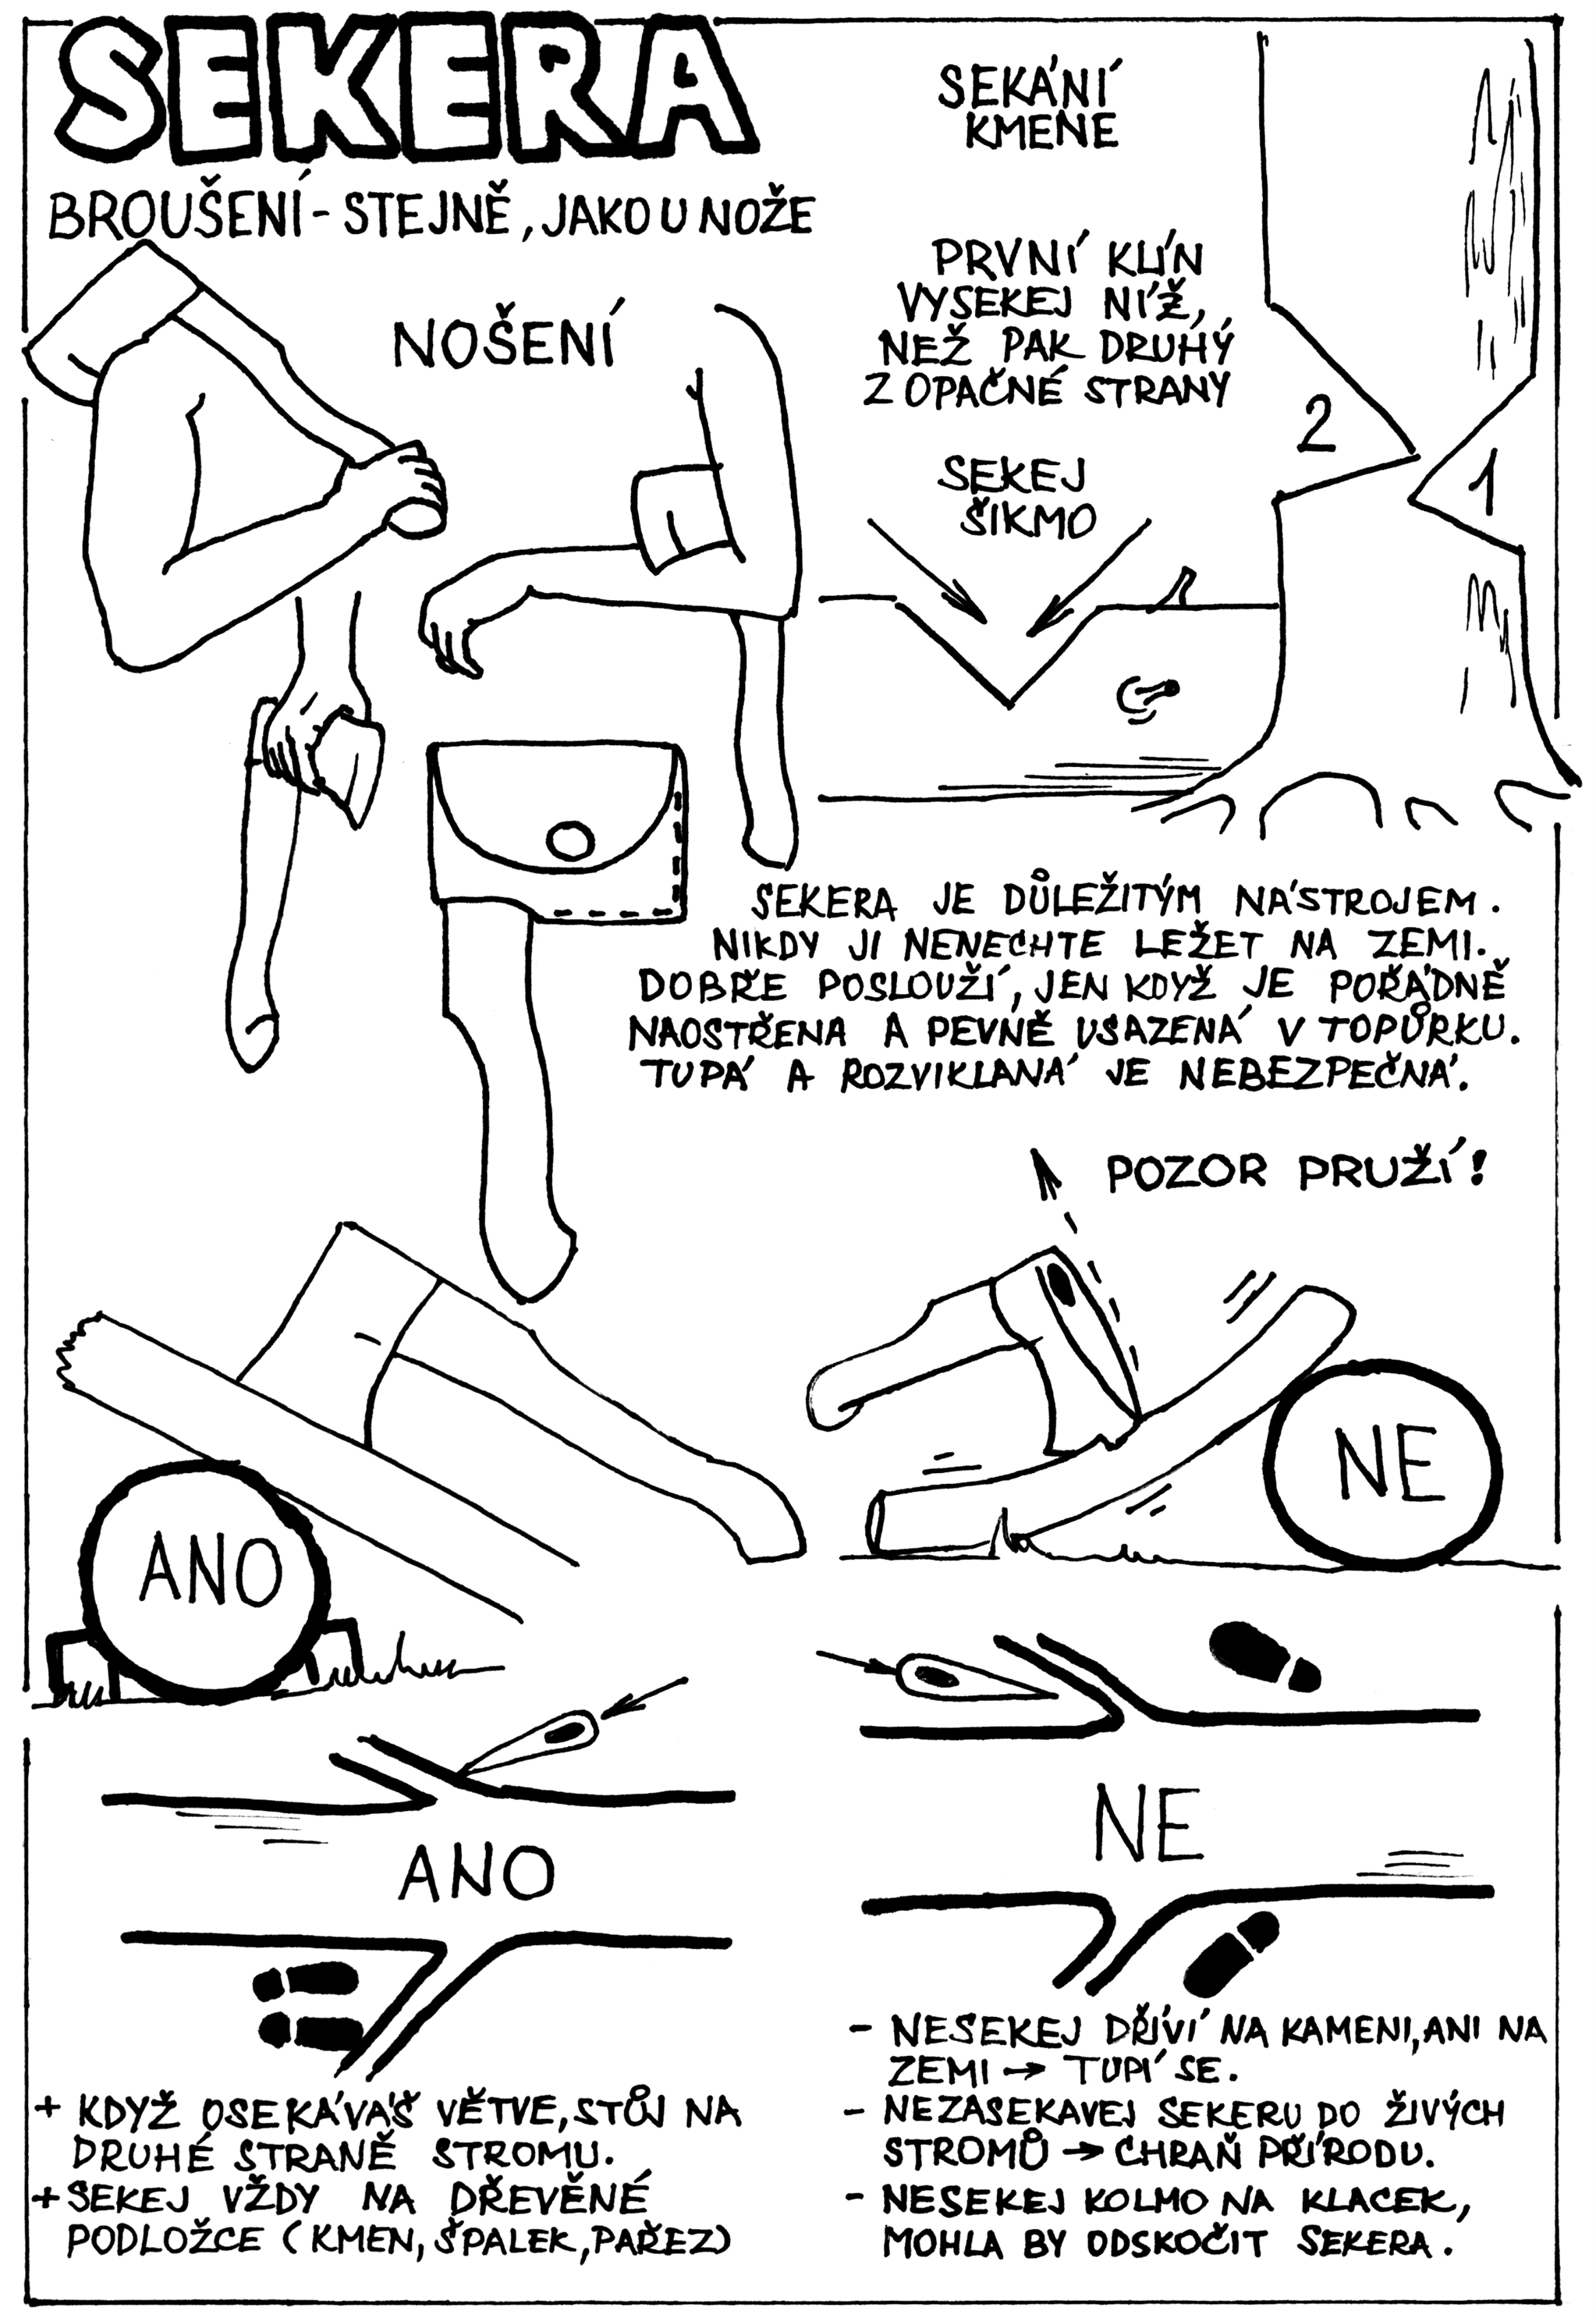 SEKERA
BROUŠENÍ - STEJNĚ, JAKO U NOŽE
NOŠENÍ
SEKÁNÍ
KMENE
PRVNÍ KLÍN
VYSEKEJ NÍŽ,
NEŽ PAK DRUHÝ
Z OPAČNÉ STRANY
2
1
SEKEJ
ŠIKMO
SEKERA JE DŮLEŽITÝM NÁSTROJEM.
NIKDY JI NENECHTE LEŽET NA ZEMI.
DOBŘE POSLOUŽÍ, JEN KDYŽ JE POŘÁDNĚ
NAOSTŘENA A PEVNĚ USAZENÁ V TOPŮRKU.
TUPÁ A ROZVIKLANÁ JE NEBEZPEČNÁ.
POZOR PRUŽÍ!
ANO
NE
ANO
NE
+ KDYŽ OSEKÁVÁŠ VĚTVE, STŮJ NA
DRUHÉ STRANĚ STROMU.
+ SEKEJ VŽDY NA DŘEVĚNÉ
PODLOŽCE (KMEN, ŠPALEK, PAŘEZ)
- NESEKEJ DŘÍVÍ NA KAMENI, ANI NA
ZEMI → TUPÍ SE.
- NEZASEKAVEJ SEKERU DO ŽIVÝCH
STROMŮ → CHRAŇ PŘÍRODU.
- NESEKEJ KOLMO NA KLACEK,
MOHLA BY ODSKOČIT SEKERA.